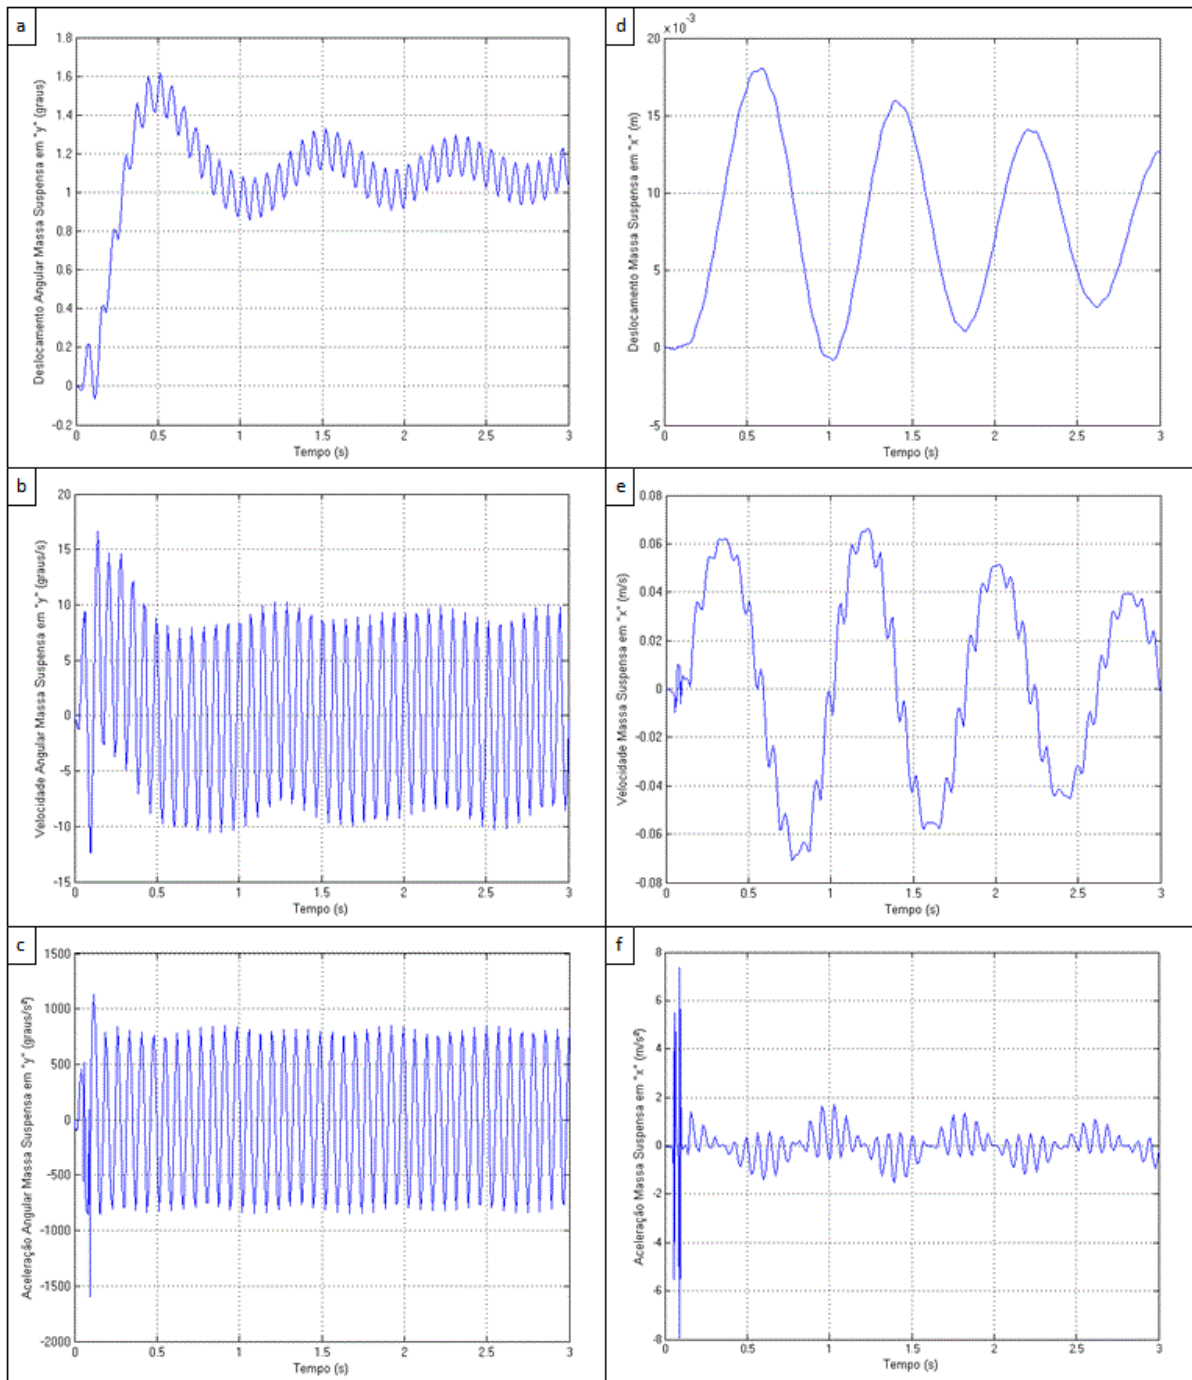 a
Deslocamento Angular Massa Suspensa em "y" (graus)
1.8
1.6
1.4
1.2
1
0.8
0.6
0.4
0.2
0
-0.2
0 0.5 1 1.5 2 2.5 3
Tempo (s)
d
x 10⁻³
Deslocamento Massa Suspensa em "x" (m)
20
15
10
5
0
-5
0 0.5 1 1.5 2 2.5 3
Tempo (s)
b
Velocidade Angular Massa Suspensa em "y" (graus/s)
20
15
10
5
0
-5
-10
-15
0 0.5 1 1.5 2 2.5 3
Tempo (s)
e
Velocidade Massa Suspensa em "x" (m/s)
0.08
0.06
0.04
0.02
0
-0.02
-0.04
-0.06
-0.08
0 0.5 1 1.5 2 2.5 3
Tempo (s)
c
Aceleração Angular Massa Suspensa em "y" (graus/s²)
1500
1000
500
0
-500
-1000
-1500
-2000
0 0.5 1 1.5 2 2.5 3
Tempo (s)
f
Aceleração Massa Suspensa em "x" (m/s²)
8
6
4
2
0
-2
-4
-6
-8
0 0.5 1 1.5 2 2.5 3
Tempo (s)